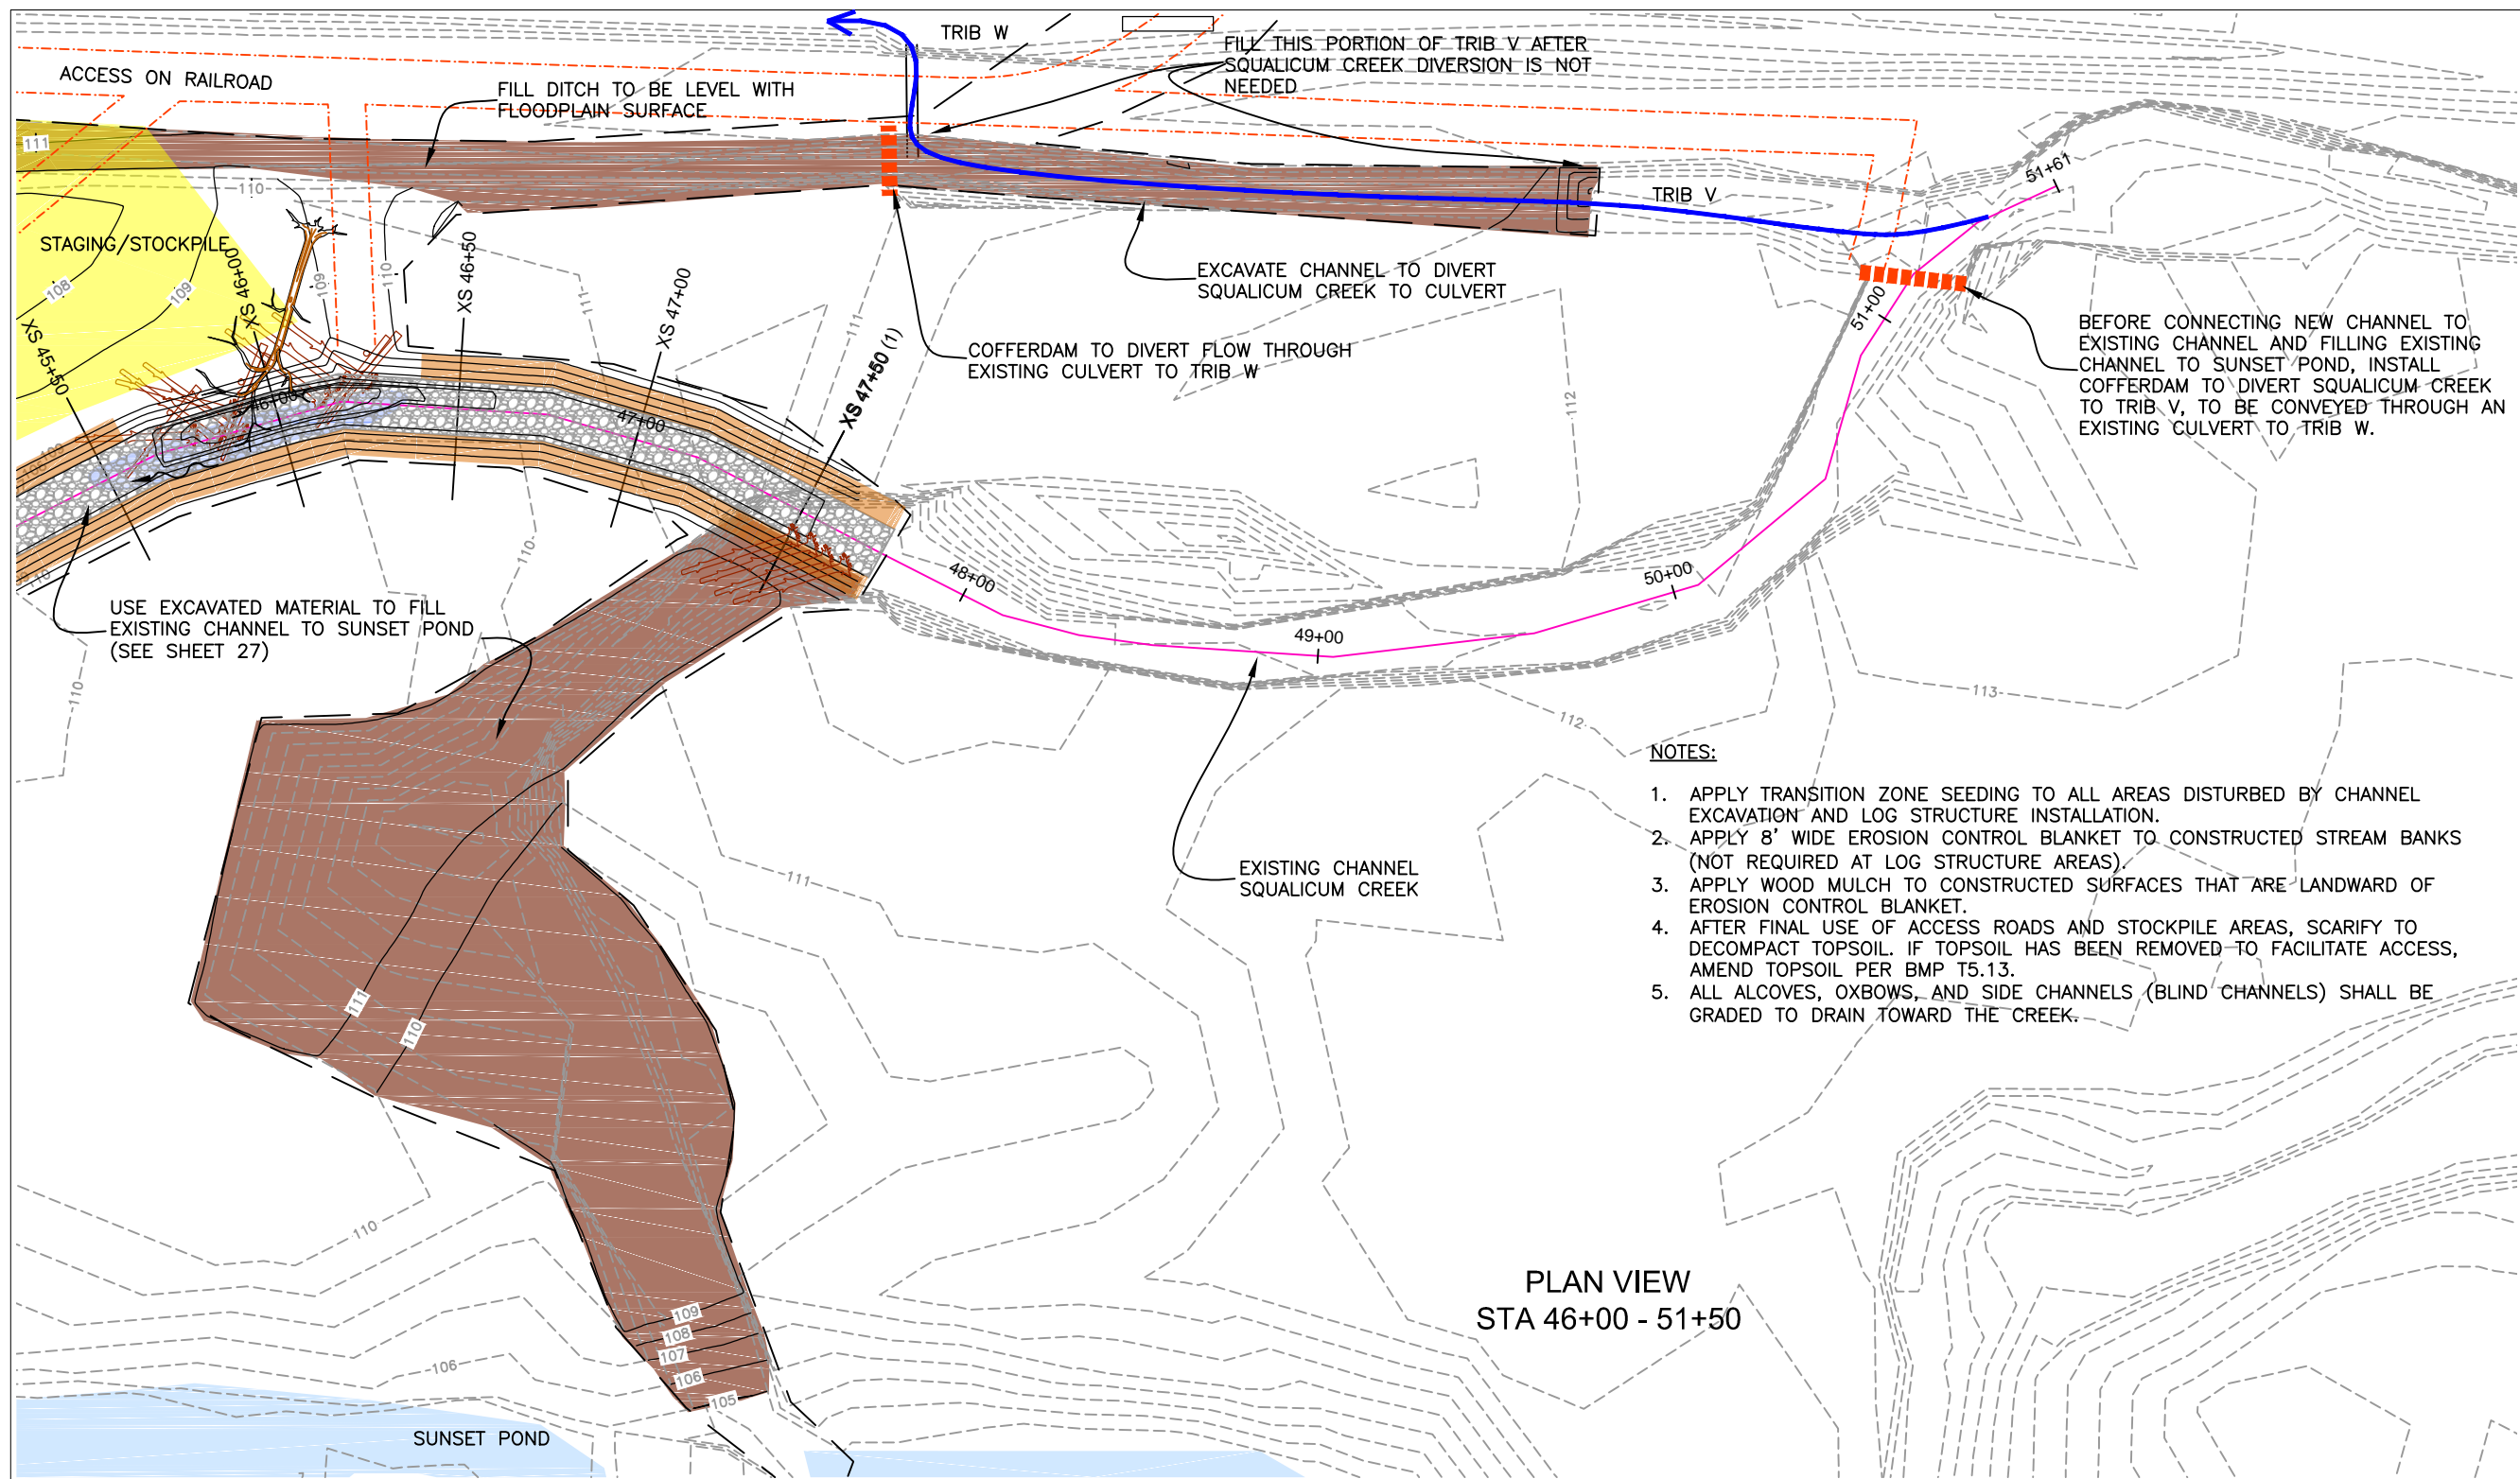 TRIB W
ACCESS ON RAILROAD
FILL DITCH TO BE LEVEL WITH
FLOODPLAIN SURFACE
FILL THIS PORTION OF TRIB V AFTER
SQUALICUM CREEK DIVERSION IS NOT
NEEDED
111
110
51+61
TRIB V
STAGING/STOCKPILE
108
109
109
110
111
111
XS 45+50
XS 46+00
XS 46+50
XS 47+00
XS 47+50 (1)
EXCAVATE CHANNEL TO DIVERT
SQUALICUM CREEK TO CULVERT
COFFERDAM TO DIVERT FLOW THROUGH
EXISTING CULVERT TO TRIB W
51+00
BEFORE CONNECTING NEW CHANNEL TO
EXISTING CHANNEL AND FILLING EXISTING
CHANNEL TO SUNSET POND, INSTALL
COFFERDAM TO DIVERT SQUALICUM CREEK
TO TRIB V, TO BE CONVEYED THROUGH AN
EXISTING CULVERT TO TRIB W.
46+00
47+00
112
109
110
110
48+00
49+00
50+00
USE EXCAVATED MATERIAL TO FILL
EXISTING CHANNEL TO SUNSET POND
(SEE SHEET 27)
110
113
112
EXISTING CHANNEL
SQUALICUM CREEK
111
NOTES:
1. APPLY TRANSITION ZONE SEEDING TO ALL AREAS DISTURBED BY CHANNEL
EXCAVATION AND LOG STRUCTURE INSTALLATION.
2. APPLY 8' WIDE EROSION CONTROL BLANKET TO CONSTRUCTED STREAM BANKS
(NOT REQUIRED AT LOG STRUCTURE AREAS).
3. APPLY WOOD MULCH TO CONSTRUCTED SURFACES THAT ARE LANDWARD OF
EROSION CONTROL BLANKET.
4. AFTER FINAL USE OF ACCESS ROADS AND STOCKPILE AREAS, SCARIFY TO
DECOMPACT TOPSOIL. IF TOPSOIL HAS BEEN REMOVED TO FACILITATE ACCESS,
AMEND TOPSOIL PER BMP T5.13.
5. ALL ALCOVES, OXBOWS, AND SIDE CHANNELS (BLIND CHANNELS) SHALL BE
GRADED TO DRAIN TOWARD THE CREEK.
111
110
110
109
108
107
106
106
105
PLAN VIEW
STA 46+00 - 51+50
SUNSET POND